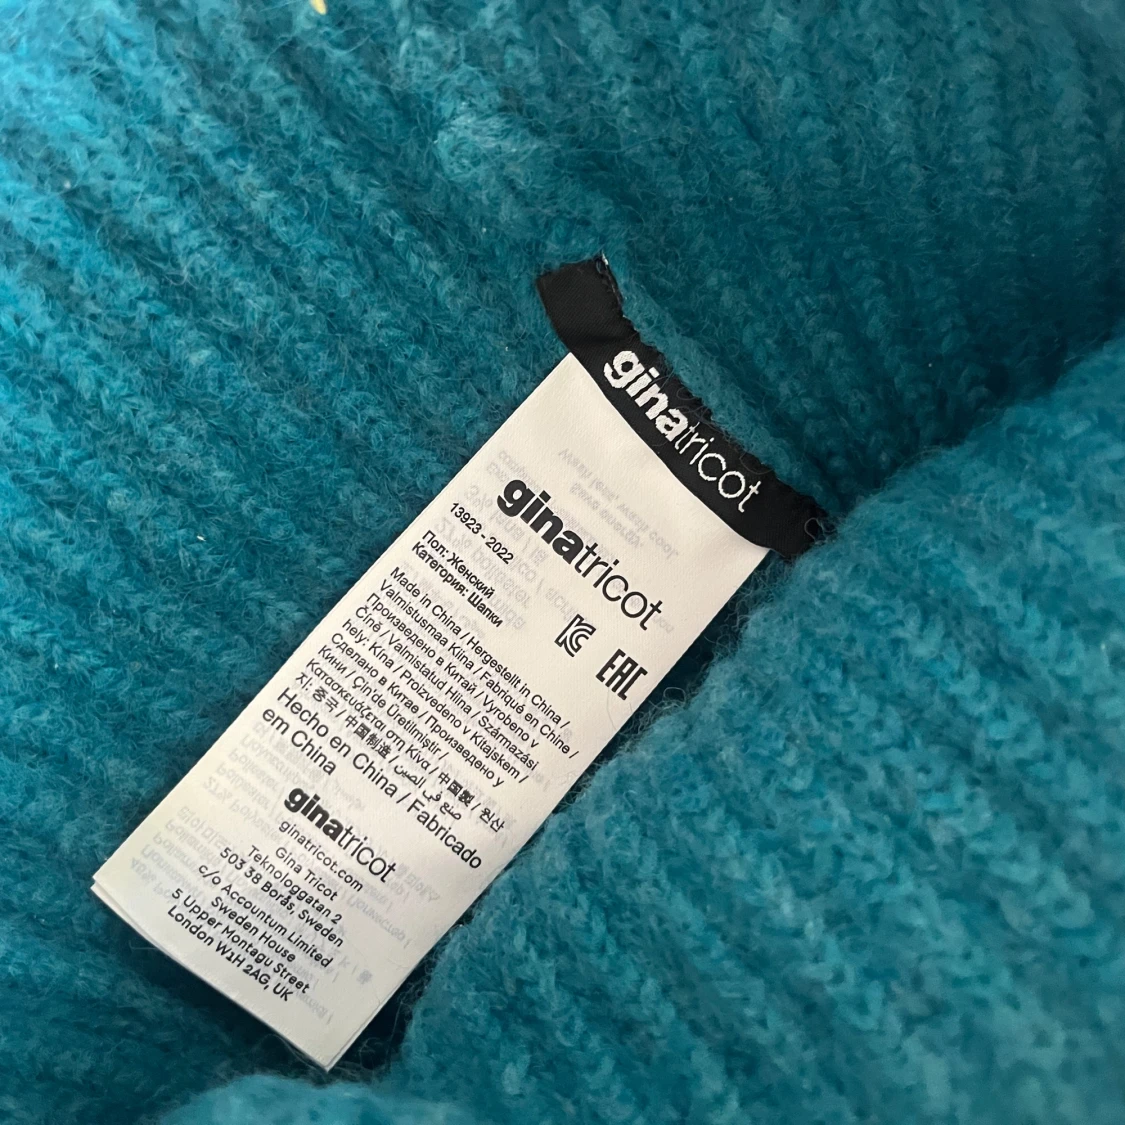 ginatricot
ginatricot
13923 - 2022
Пол: Женский
Категория: Шапки
EAC
Made in China / Hergestellt in China /
Valmistusmaa Kiina / Fabriqué en Chine /
Произведено в Китай / Vyrobeno v
Číně / Valmistatud Hiina / Származási
hely: Kína / Proizvedeno v Kitajskem /
Сделано в Китае / Произведено у
Кини / Çin'de Üretilmiştir /
Κατασκευάζεται στη Κίνα / 中国製 / 원산
지: 중국 / 中国制造 / صنع في الصين
Hecho en China / Fabricado
em China
ginatricot
ginatricot.com
Gina Tricot
Teknologgatan 2
503 38 Borås, Sweden
c/o Accountum Limited
Sweden House
5 Upper Montagu Street
London W1H 2AG, UK